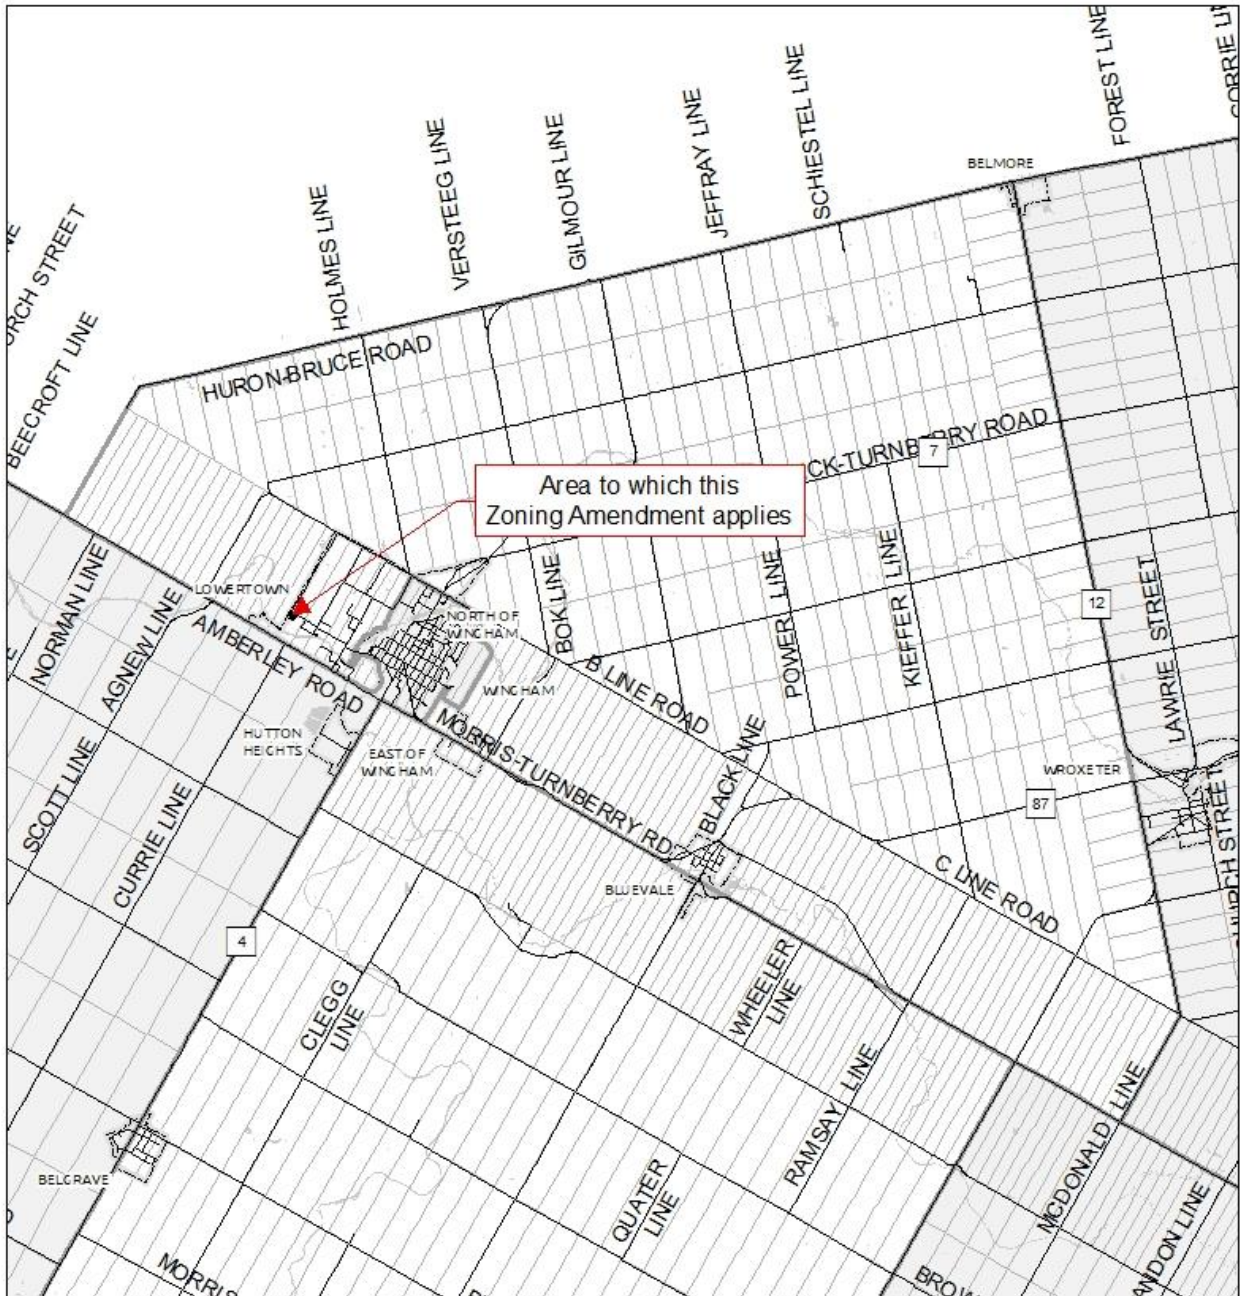 FOREST LINE
SCHIESTEL LINE
JEFFRAY LINE
GILMOUR LINE
VERSTEEG LINE
HOLMES LINE
BELMORE
URCH STREET
BEECROFT LINE
HURON-BRUCE ROAD
CK-TURNBERRY ROAD
7
Area to which this
Zoning Amendment applies
NORMAN LINE
AGNEW LINE
LOWERTOWN
AMBERLEY ROAD
NORTH OF
WINGHAM
WINGHAM
BOK LINE
B LINE ROAD
POWER LINE
KIEFFER LINE
12
LAWRIE STREET
HUTTON
HEIGHTS
EAST OF
WINGHAM
MORRIS-TURNBERRY RD
BLACK LINE
WROXETER
87
SCOTT LINE
CURRIE LINE
BLUEVALE
C LINE ROAD
CHURCH STREET
4
CLEGG
LINE
WHEELER
LINE
RAMSAY LINE
MCDONALD LINE
BELGRAVE
QUATER
LINE
ANDON LINE
MORRIS
BROW